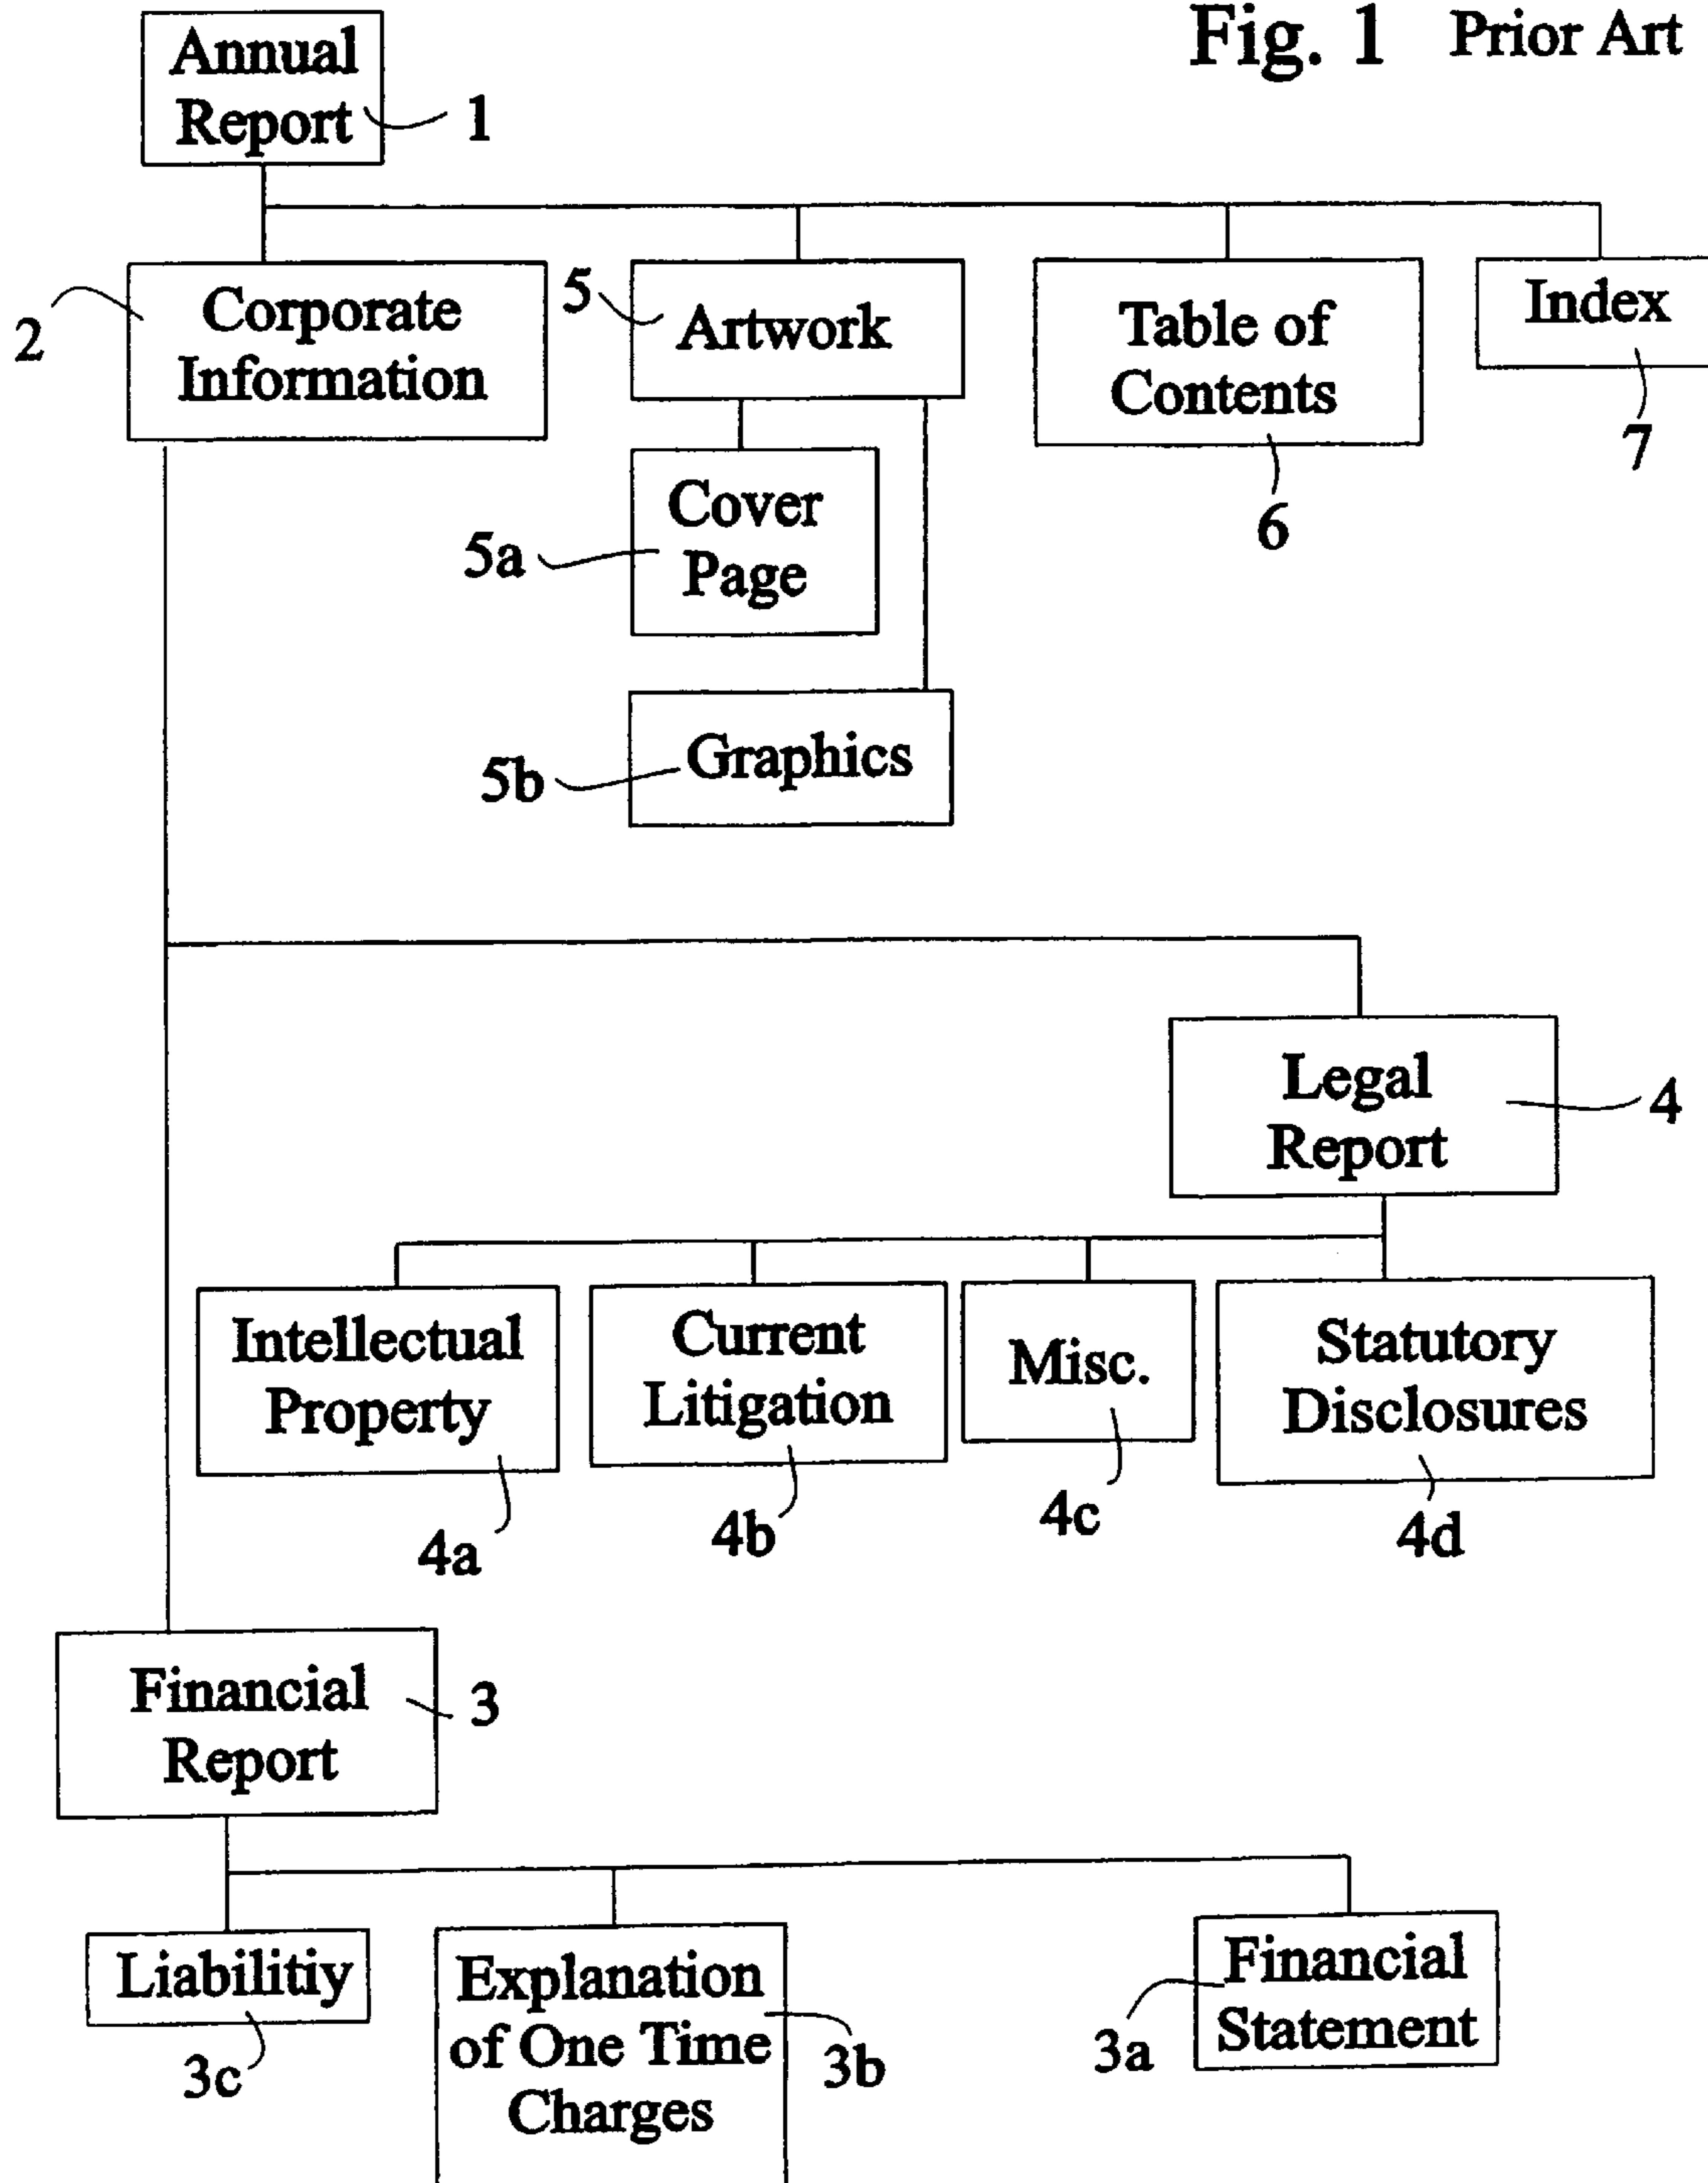 Fig. 1 Prior Art
Annual
Report
1
Corporate
Information
2
5
Artwork
Table of
Contents
6
Index
7
Cover
Page
5a
Graphics
5b
Legal
Report
4
Intellectual
Property
4a
Current
Litigation
4b
Misc.
4c
Statutory
Disclosures
4d
Financial
Report
3
Liabilitiy
3c
Explanation
of One Time
Charges
3b
Financial
Statement
3a